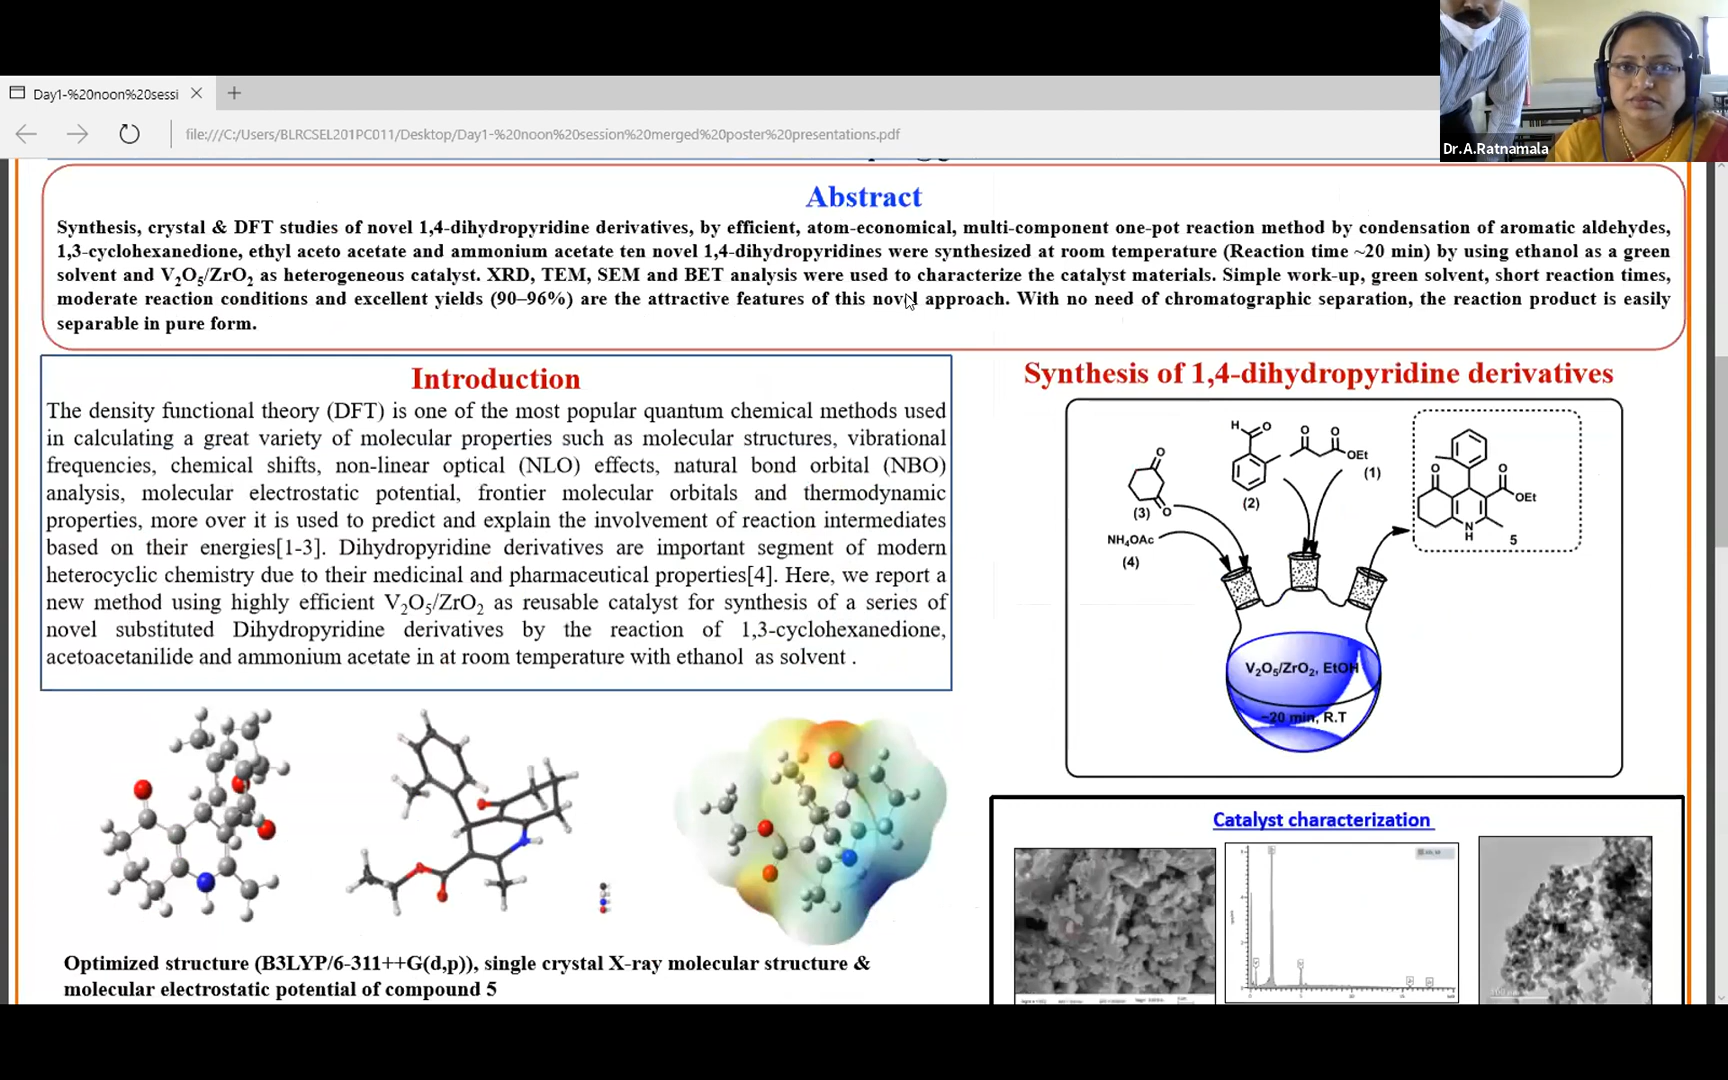 Day1-%20noon%20sessi
file:///C:/Users/BLRCSEL201PC011/Desktop/Day1-%20noon%20session%20merged%20poster%20presentations.pdf
Dr.A.Ratnamala
Abstract
Synthesis, crystal & DFT studies of novel 1,4-dihydropyridine derivatives, by efficient, atom-economical, multi-component one-pot reaction method by condensation of aromatic aldehydes,
1,3-cyclohexanedione, ethyl aceto acetate and ammonium acetate ten novel 1,4-dihydropyridines were synthesized at room temperature (Reaction time ~20 min) by using ethanol as a green
solvent and V₂O₅/ZrO₂ as heterogeneous catalyst. XRD, TEM, SEM and BET analysis were used to characterize the catalyst materials. Simple work-up, green solvent, short reaction times,
moderate reaction conditions and excellent yields (90–96%) are the attractive features of this novel approach. With no need of chromatographic separation, the reaction product is easily
separable in pure form.
Introduction
The density functional theory (DFT) is one of the most popular quantum chemical methods used
in calculating a great variety of molecular properties such as molecular structures, vibrational
frequencies, chemical shifts, non-linear optical (NLO) effects, natural bond orbital (NBO)
analysis, molecular electrostatic potential, frontier molecular orbitals and thermodynamic
properties, more over it is used to predict and explain the involvement of reaction intermediates
based on their energies[1-3]. Dihydropyridine derivatives are important segment of modern
heterocyclic chemistry due to their medicinal and pharmaceutical properties[4]. Here, we report a
new method using highly efficient V₂O₅/ZrO₂ as reusable catalyst for synthesis of a series of
novel substituted Dihydropyridine derivatives by the reaction of 1,3-cyclohexanedione,
acetoacetanilide and ammonium acetate in at room temperature with ethanol as solvent .
Optimized structure (B3LYP/6-311++G(d,p)), single crystal X-ray molecular structure &
molecular electrostatic potential of compound 5
Synthesis of 1,4-dihydropyridine derivatives
H O
O O
OEt
(1)
(2)
O
O
(3)
NH₄OAc
(4)
O O
OEt
N
H
5
V₂O₅/ZrO₂, EtOH
~20 min, R.T
Catalyst characterization